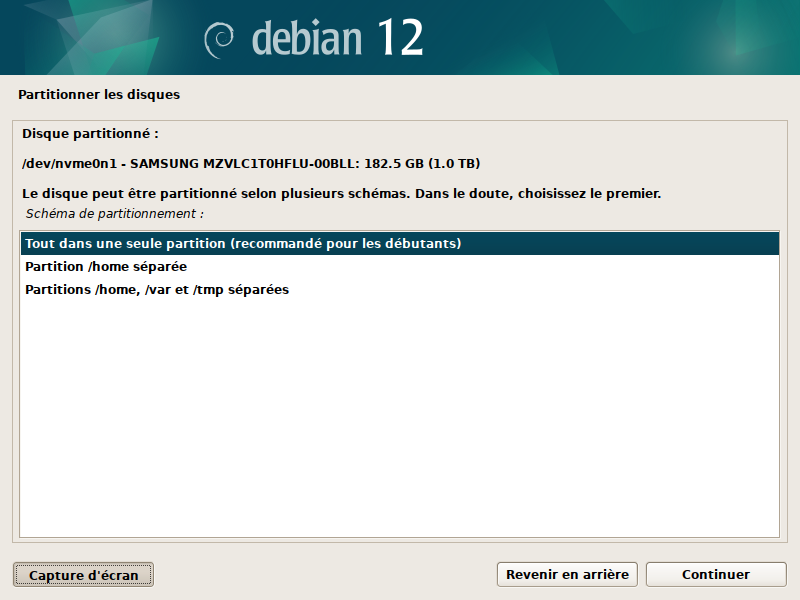 debian 12
Partitionner les disques
Disque partitionné :
/dev/nvme0n1 - SAMSUNG MZVLC1T0HFLU-00BLL: 182.5 GB (1.0 TB)
Le disque peut être partitionné selon plusieurs schémas. Dans le doute, choisissez le premier.
Schéma de partitionnement :
Tout dans une seule partition (recommandé pour les débutants)
Partition /home séparée
Partitions /home, /var et /tmp séparées
Capture d'écran
Revenir en arrière
Continuer